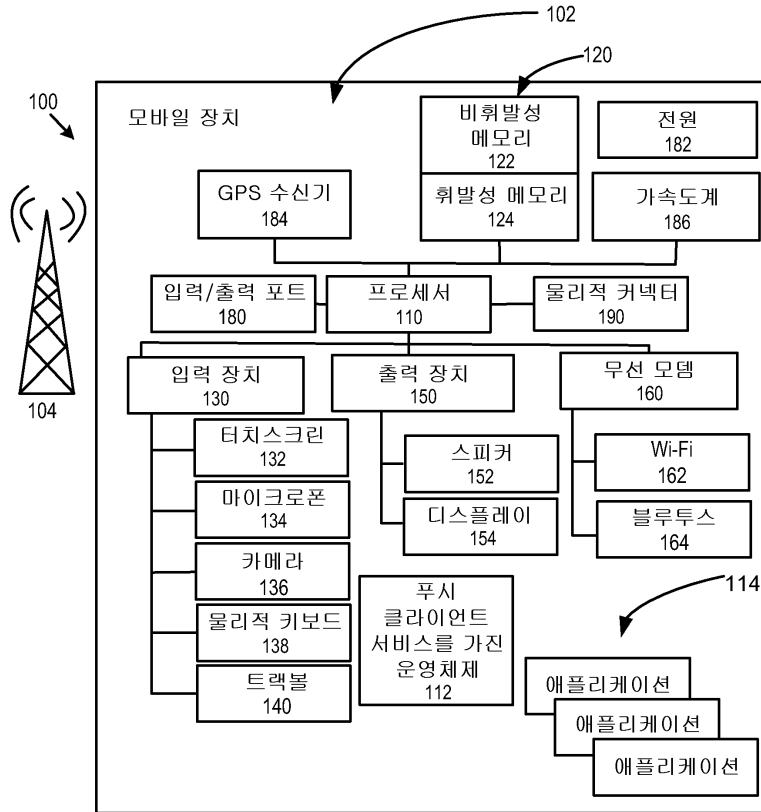 102
120
100
모바일 장치
비휘발성
메모리
122
전원
182
GPS 수신기
184
휘발성 메모리
124
가속도계
186
입력/출력 포트
180
프로세서
110
물리적 커넥터
190
104
입력 장치
130
출력 장치
150
무선 모뎀
160
터치스크린
132
스피커
152
Wi-Fi
162
마이크로폰
134
디스플레이
154
블루투스
164
카메라
136
푸시
클라이언트
서비스를 가진
운영체제
112
114
물리적 키보드
138
트랙볼
140
애플리케이션
애플리케이션
애플리케이션